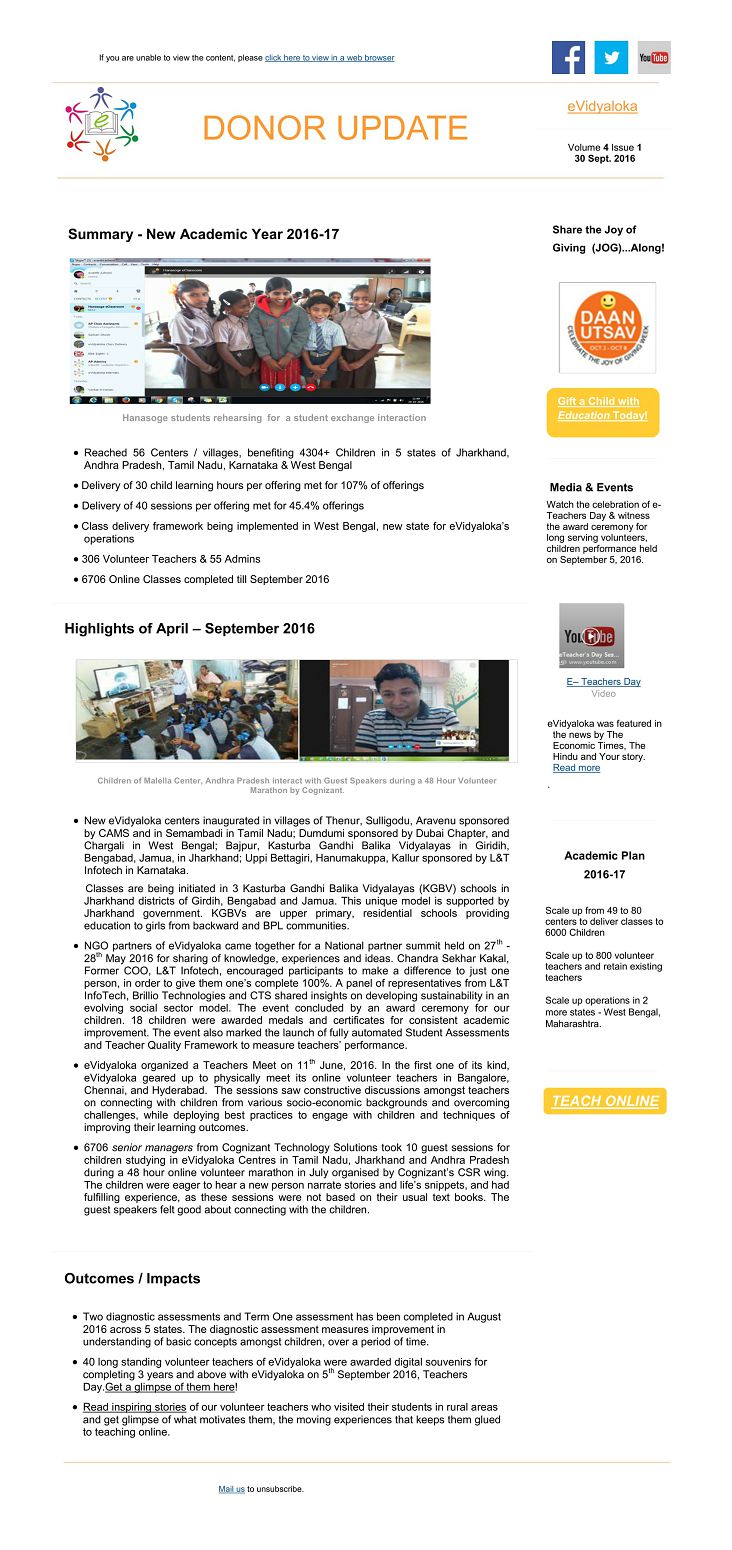 If you are unable to view the content, please click here to view in a web browser
You Tube
DONOR UPDATE
eVidyaloka
Volume 4 Issue 1
30 Sept. 2016
Summary - New Academic Year 2016-17
Hanasoge students rehearsing for a student exchange interaction
• Reached 56 Centers / villages, benefiting 4304+ Children in 5 states of Jharkhand,
Andhra Pradesh, Tamil Nadu, Karnataka & West Bengal
• Delivery of 30 child learning hours per offering met for 107% of offerings
• Delivery of 40 sessions per offering met for 45.4% offerings
• Class delivery framework being implemented in West Bengal, new state for eVidyaloka's
operations
• 306 Volunteer Teachers & 55 Admins
• 6706 Online Classes completed till September 2016
Highlights of April – September 2016
Children of Malella Center, Andhra Pradesh interact with Guest Speakers during a 48 Hour Volunteer
Marathon by Cognizant.
• New eVidyaloka centers inaugurated in villages of Thenur, Sulligodu, Aravenu sponsored
by CAMS and in Semambadi in Tamil Nadu; Dumdumi sponsored by Dubai Chapter, and
Chargali in West Bengal; Bajpur, Kasturba Gandhi Balika Vidyalayas in Giridih,
Bengabad, Jamua, in Jharkhand; Uppi Bettagiri, Hanumakuppa, Kallur sponsored by L&T
Infotech in Karnataka.
Classes are being initiated in 3 Kasturba Gandhi Balika Vidyalayas (KGBV) schools in
Jharkhand districts of Girdih, Bengabad and Jamua. This unique model is supported by
Jharkhand government. KGBVs are upper primary, residential schools providing
education to girls from backward and BPL communities.
• NGO partners of eVidyaloka came together for a National partner summit held on 27th -
28th May 2016 for sharing of knowledge, experiences and ideas. Chandra Sekhar Kakal,
Former COO, L&T Infotech, encouraged participants to make a difference to just one
person, in order to give them one's complete 100%. A panel of representatives from L&T
InfoTech, Brillio Technologies and CTS shared insights on developing sustainability in an
evolving social sector model. The event concluded by an award ceremony for our
children. 18 children were awarded medals and certificates for consistent academic
improvement. The event also marked the launch of fully automated Student Assessments
and Teacher Quality Framework to measure teachers' performance.
• eVidyaloka organized a Teachers Meet on 11th June, 2016. In the first one of its kind,
eVidyaloka geared up to physically meet its online volunteer teachers in Bangalore,
Chennai, and Hyderabad. The sessions saw constructive discussions amongst teachers
on connecting with children from various socio-economic backgrounds and overcoming
challenges, while deploying best practices to engage with children and techniques of
improving their learning outcomes.
• 6706 senior managers from Cognizant Technology Solutions took 10 guest sessions for
children studying in eVidyaloka Centres in Tamil Nadu, Jharkhand and Andhra Pradesh
during a 48 hour online volunteer marathon in July organised by Cognizant's CSR wing.
The children were eager to hear a new person narrate stories and life's snippets, and had
fulfilling experience, as these sessions were not based on their usual text books. The
guest speakers felt good about connecting with the children.
Outcomes / Impacts
• Two diagnostic assessments and Term One assessment has been completed in August
2016 across 5 states. The diagnostic assessment measures improvement in
understanding of basic concepts amongst children, over a period of time.
• 40 long standing volunteer teachers of eVidyaloka were awarded digital souvenirs for
completing 3 years and above with eVidyaloka on 5th September 2016, Teachers
Day.Get a glimpse of them here!
• Read inspiring stories of our volunteer teachers who visited their students in rural areas
and get glimpse of what motivates them, the moving experiences that keeps them glued
to teaching online.
Share the Joy of
Giving (JOG)...Along!
DAAN
UTSAV
OCT 2 - OCT 8
CELEBRATE THE JOY OF GIVING WEEK
Gift a Child with
Education Today!
Media & Events
Watch the celebration of e-
Teachers Day & witness
the award ceremony for
long serving volunteers,
children performance held
on September 5, 2016.
You Tube
eTeacher's Day Ses...
www.youtube.com
E– Teachers Day
Video
eVidyaloka was featured in
the news by The
Economic Times, The
Hindu and Your story.
Read more
.
Academic Plan
2016-17
Scale up from 49 to 80
centers to deliver classes to
6000 Children
Scale up to 800 volunteer
teachers and retain existing
teachers
Scale up operations in 2
more states - West Bengal,
Maharashtra.
TEACH ONLINE
Mail us to unsubscribe.